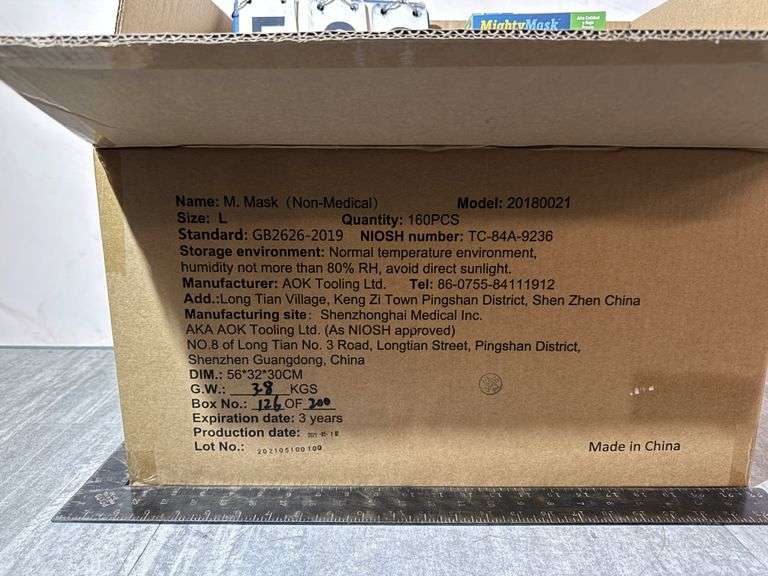 MightyMask
Name: M. Mask (Non-Medical) Model: 20180021
Size: L Quantity: 160PCS
Standard: GB2626-2019 NIOSH number: TC-84A-9236
Storage environment: Normal temperature environment,
humidity not more than 80% RH, avoid direct sunlight.
Manufacturer: AOK Tooling Ltd. Tel: 86-0755-84111912
Add.:Long Tian Village, Keng Zi Town Pingshan District, Shen Zhen China
Manufacturing site: Shenzhonghai Medical Inc.
AKA AOK Tooling Ltd. (As NIOSH approved)
NO.8 of Long Tian No. 3 Road, Longtian Street, Pingshan District,
Shenzhen Guangdong, China
DIM.: 56*32*30CM
G.W.: 3.8 KGS
Box No.: 126 OF 200
Expiration date: 3 years
Production date:
Lot No.: 202105100100
Made in China